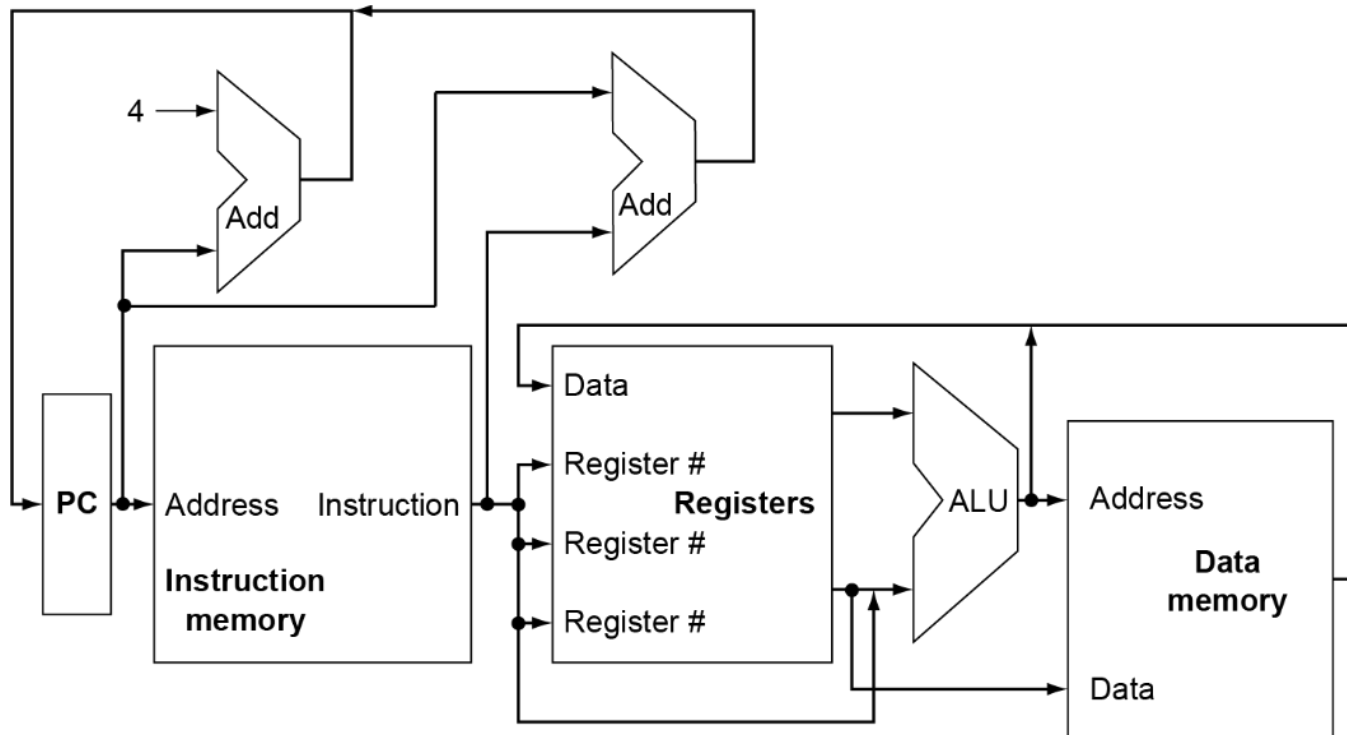 4
Add
Add
PC
Address
Instruction
Instruction
memory
Data
Register #
Register #
Register #
Registers
ALU
Address
Data
memory
Data